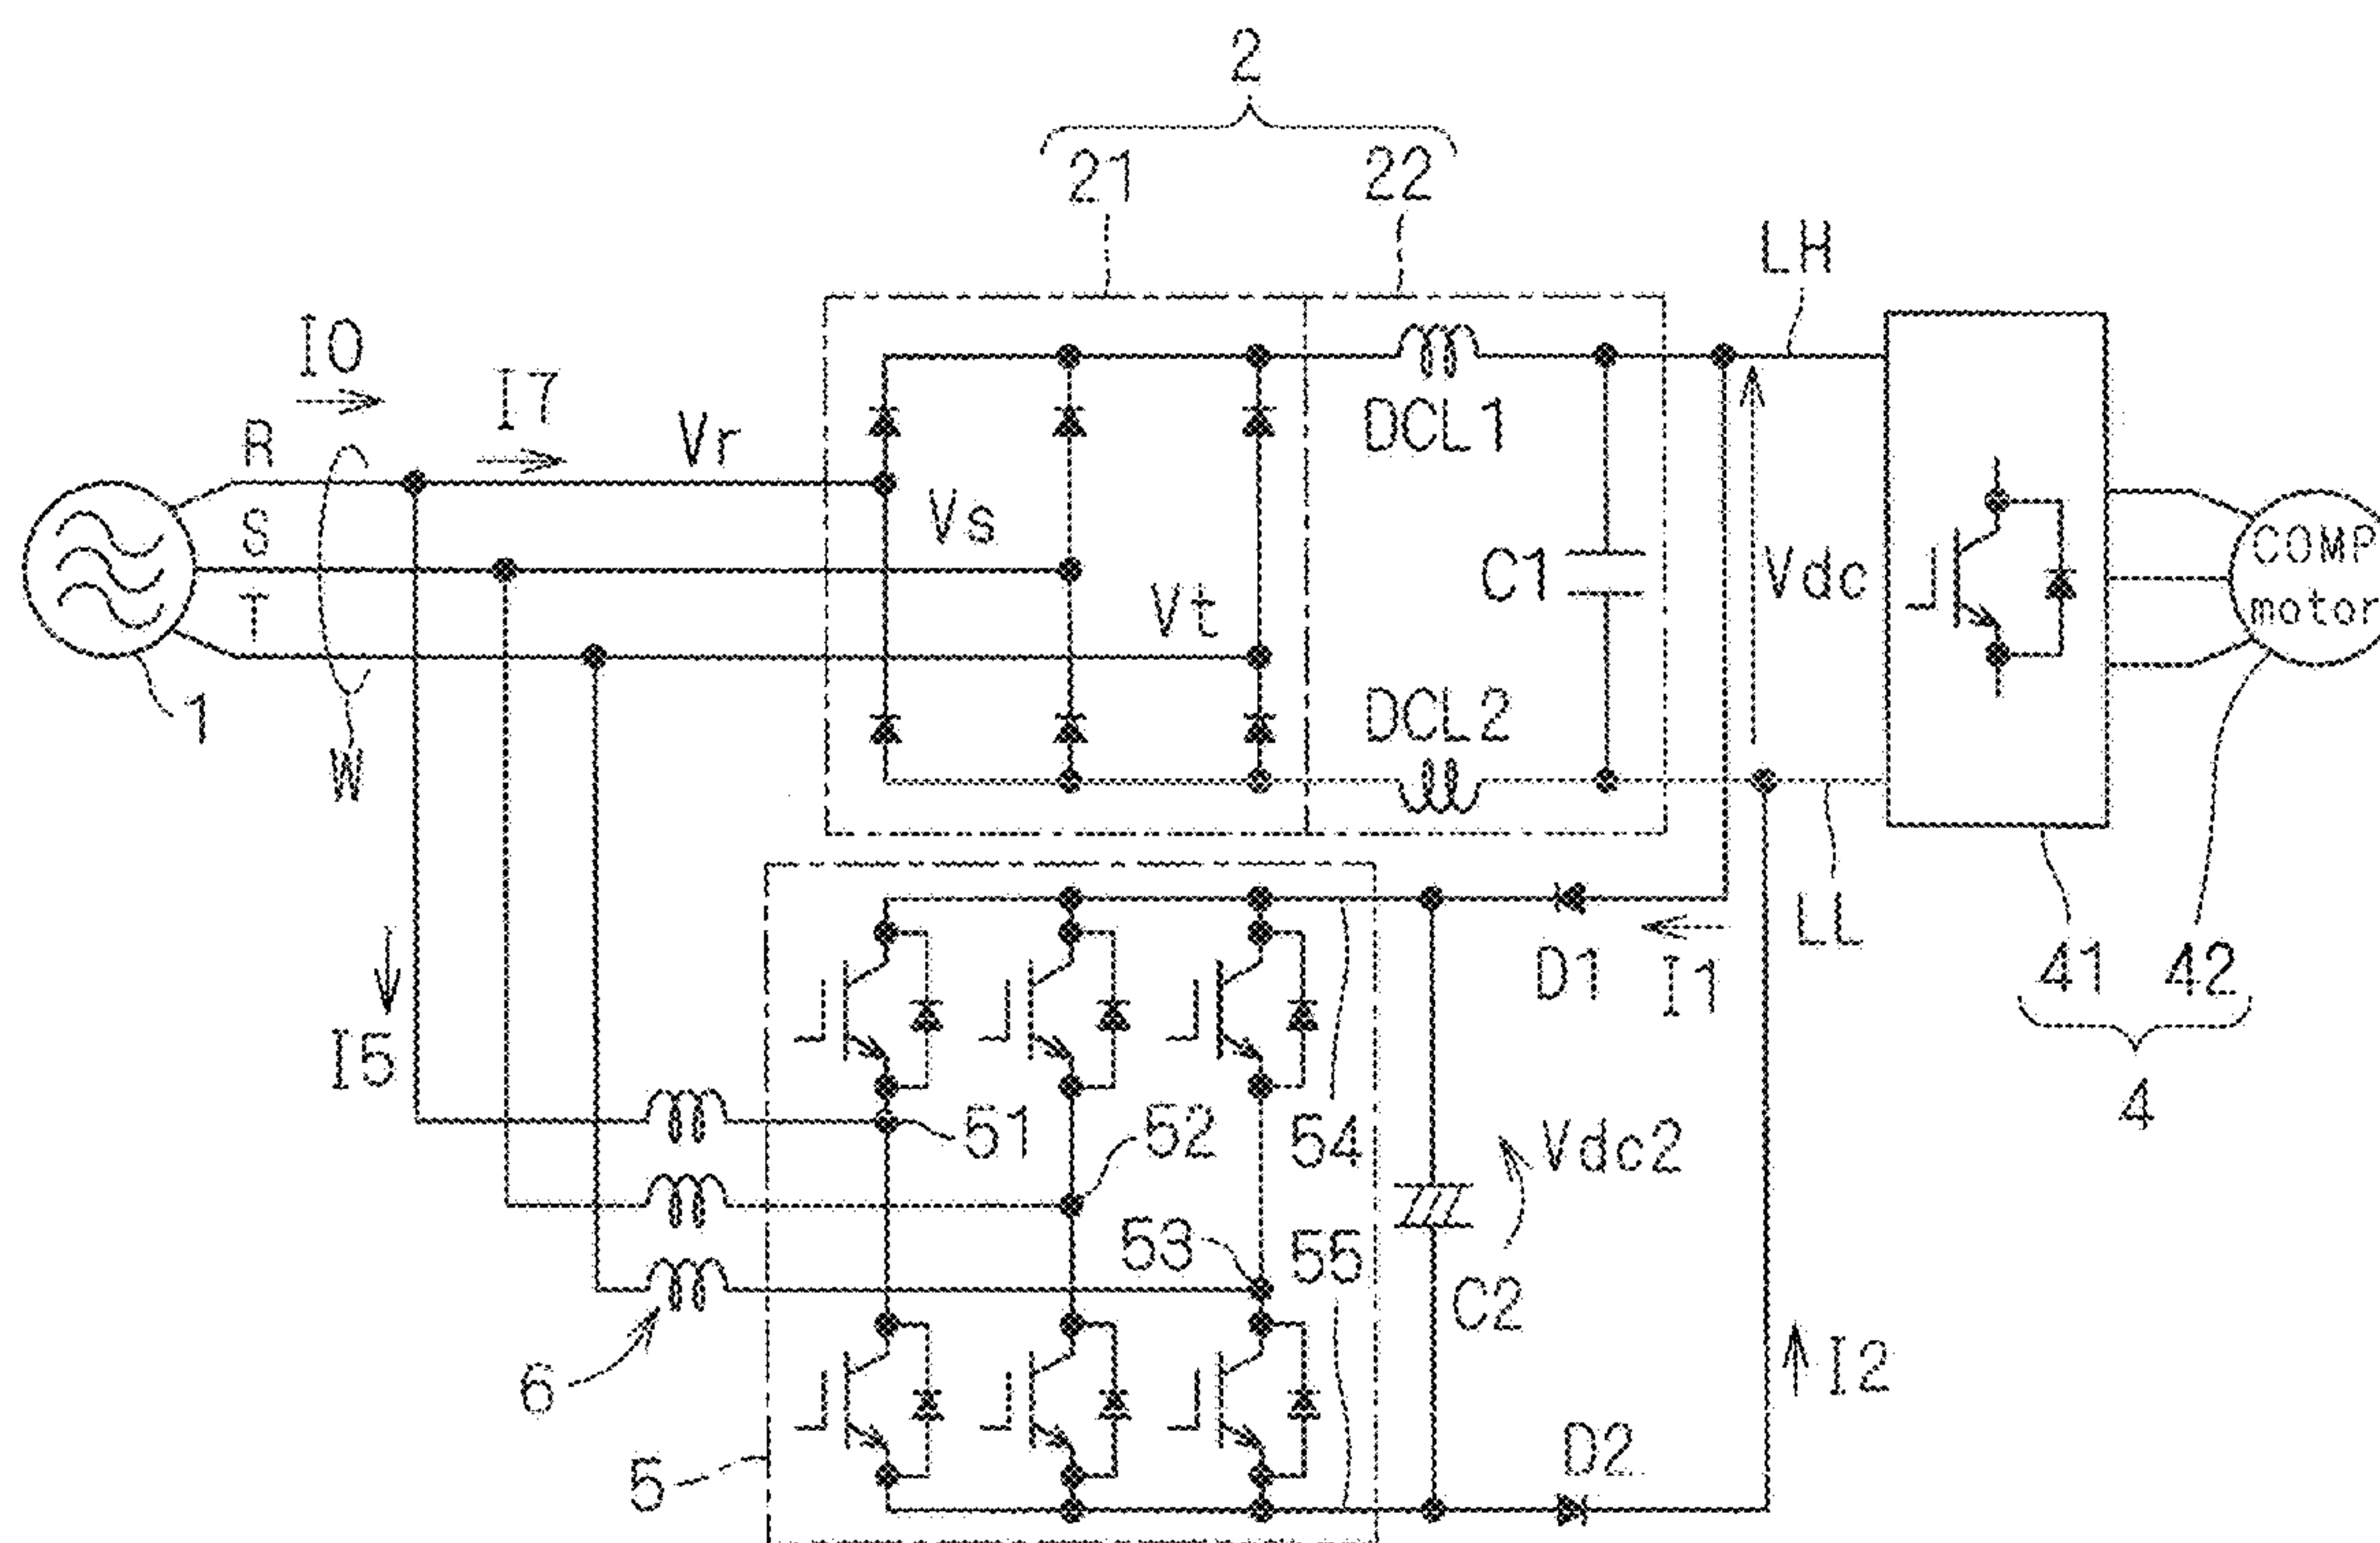 2
21 22
LH
I0
I7
R
Vr
S
Vs
T
Vt
DCL1
C1
Vdc
COMP
motor
1
W
DCL2
LL
D1
I1
41 42
4
I5
51
52
54
Vdc2
53
55
C2
6
I2
5
D2